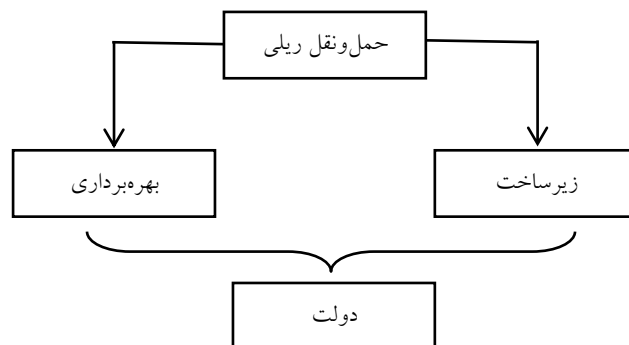 حمل‌ونقل ریلی
زیرساخت
بهره‌برداری
دولت